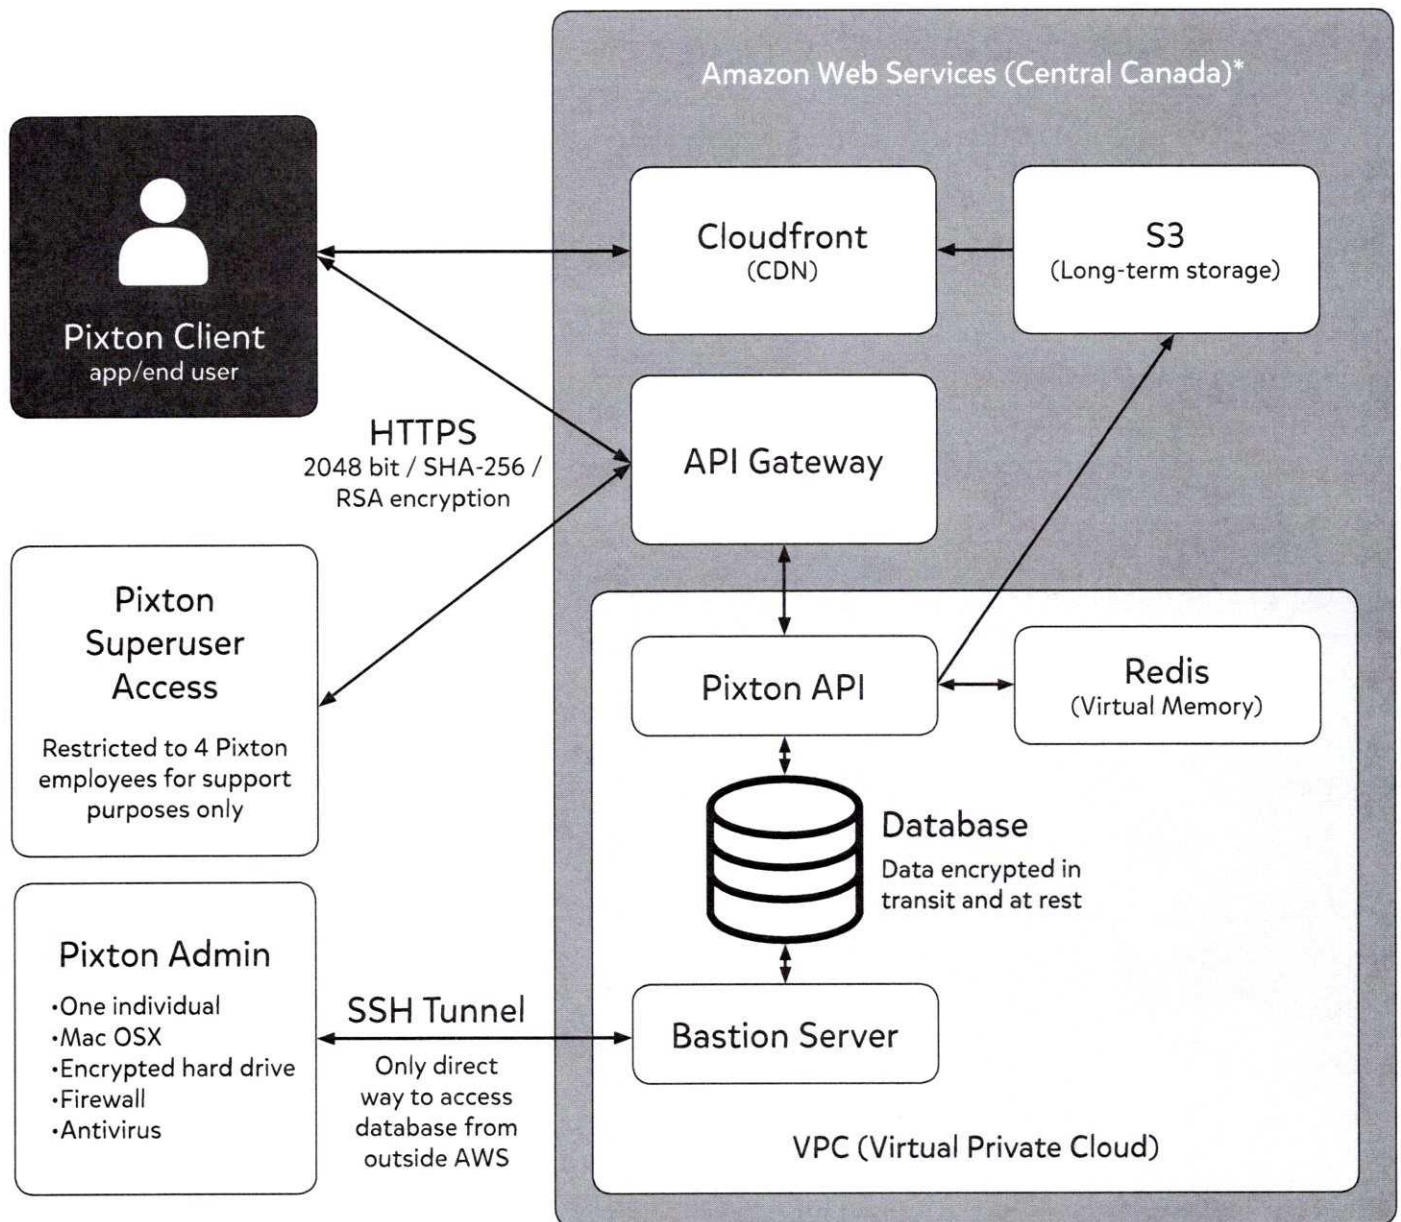 Amazon Web Services (Central Canada)*
Pixton Client
app/end user
Cloudfront
(CDN)
S3
(Long-term storage)
HTTPS
2048 bit / SHA-256 /
RSA encryption
API Gateway
Pixton
Superuser
Access
Restricted to 4 Pixton
employees for support
purposes only
Pixton API
Redis
(Virtual Memory)
Database
Data encrypted in
transit and at rest
Pixton Admin
•One individual
•Mac OSX
•Encrypted hard drive
•Firewall
•Antivirus
SSH Tunnel
Only direct
way to access
database from
outside AWS
Bastion Server
VPC (Virtual Private Cloud)